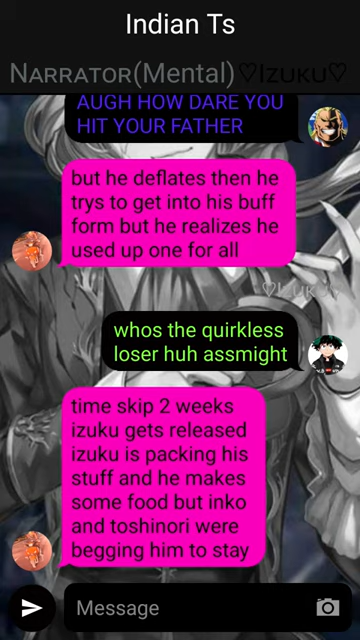 Indian Ts
Narrator(Mental) ♡Izuku♡
AUGH HOW DARE YOU
HIT YOUR FATHER
but he deflates then he
trys to get into his buff
form but he realizes he
used up one for all
♡Izuku♡
whos the quirkless
loser huh assmight
time skip 2 weeks
izuku gets released
izuku is packing his
stuff and he makes
some food but inko
and toshinori were
begging him to stay
Message